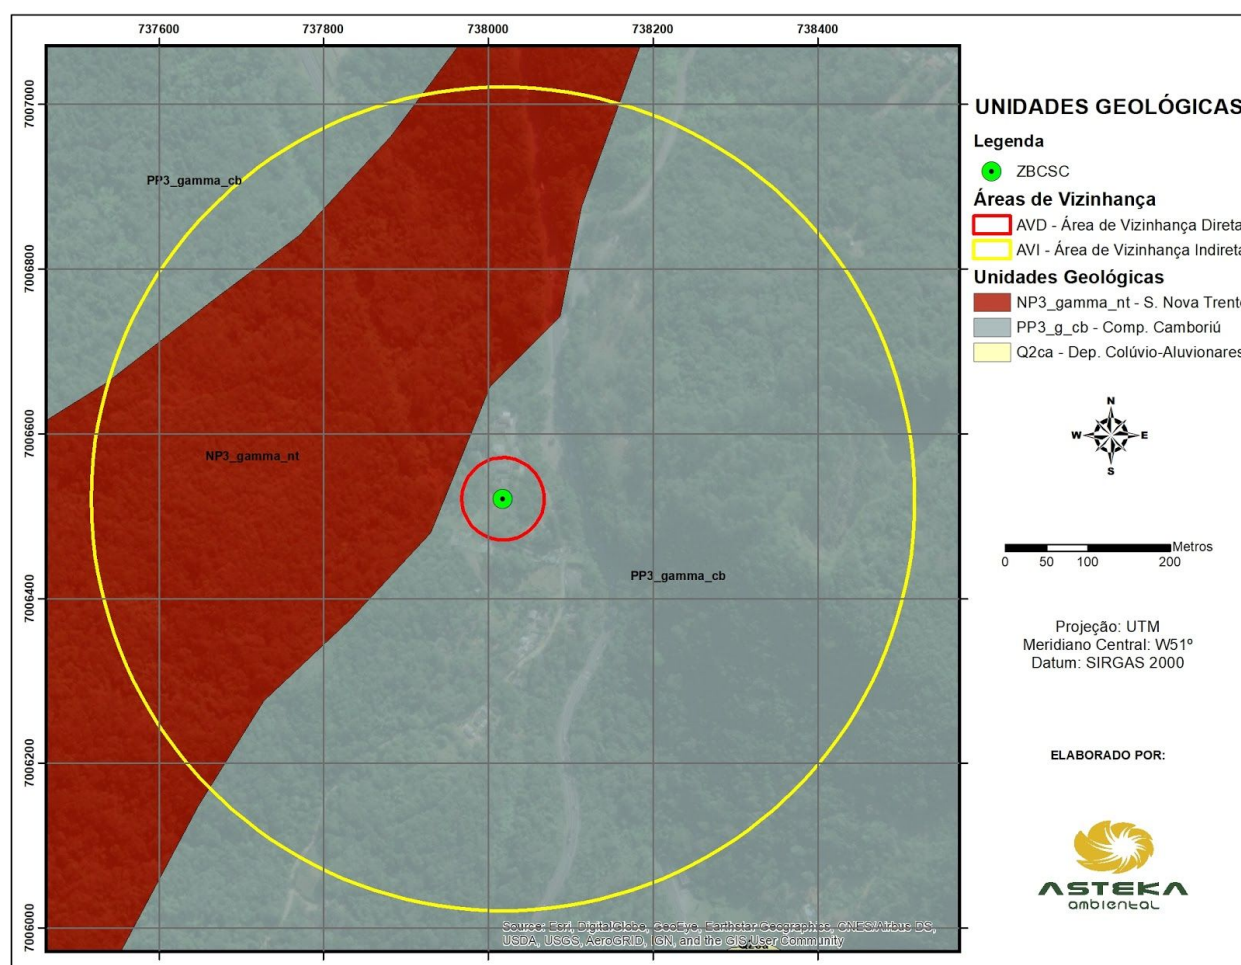 737600
737800
738000
738200
738400
7007000
7006800
7006600
7006400
7006200
7006000
PP3_gamma_cb
NP3_gamma_nt
PP3_gamma_cb
Q2ca
Source: Esri, DigitalGlobe, GeoEye, Earthstar Geographics, CNES/Airbus DS,
USDA, USGS, AeroGRID, IGN, and the GIS User Community
UNIDADES GEOLÓGICAS
Legenda
ZBCSC
Áreas de Vizinhança
AVD - Área de Vizinhança Direta
AVI - Área de Vizinhança Indireta
Unidades Geológicas
NP3_gamma_nt - S. Nova Trento
PP3_g_cb - Comp. Camboriú
Q2ca - Dep. Colúvio-Aluvionares
N
W E
S
Metros
0 50 100 200
Projeção: UTM
Meridiano Central: W51º
Datum: SIRGAS 2000
ELABORADO POR:
ASTEKA
ambiental